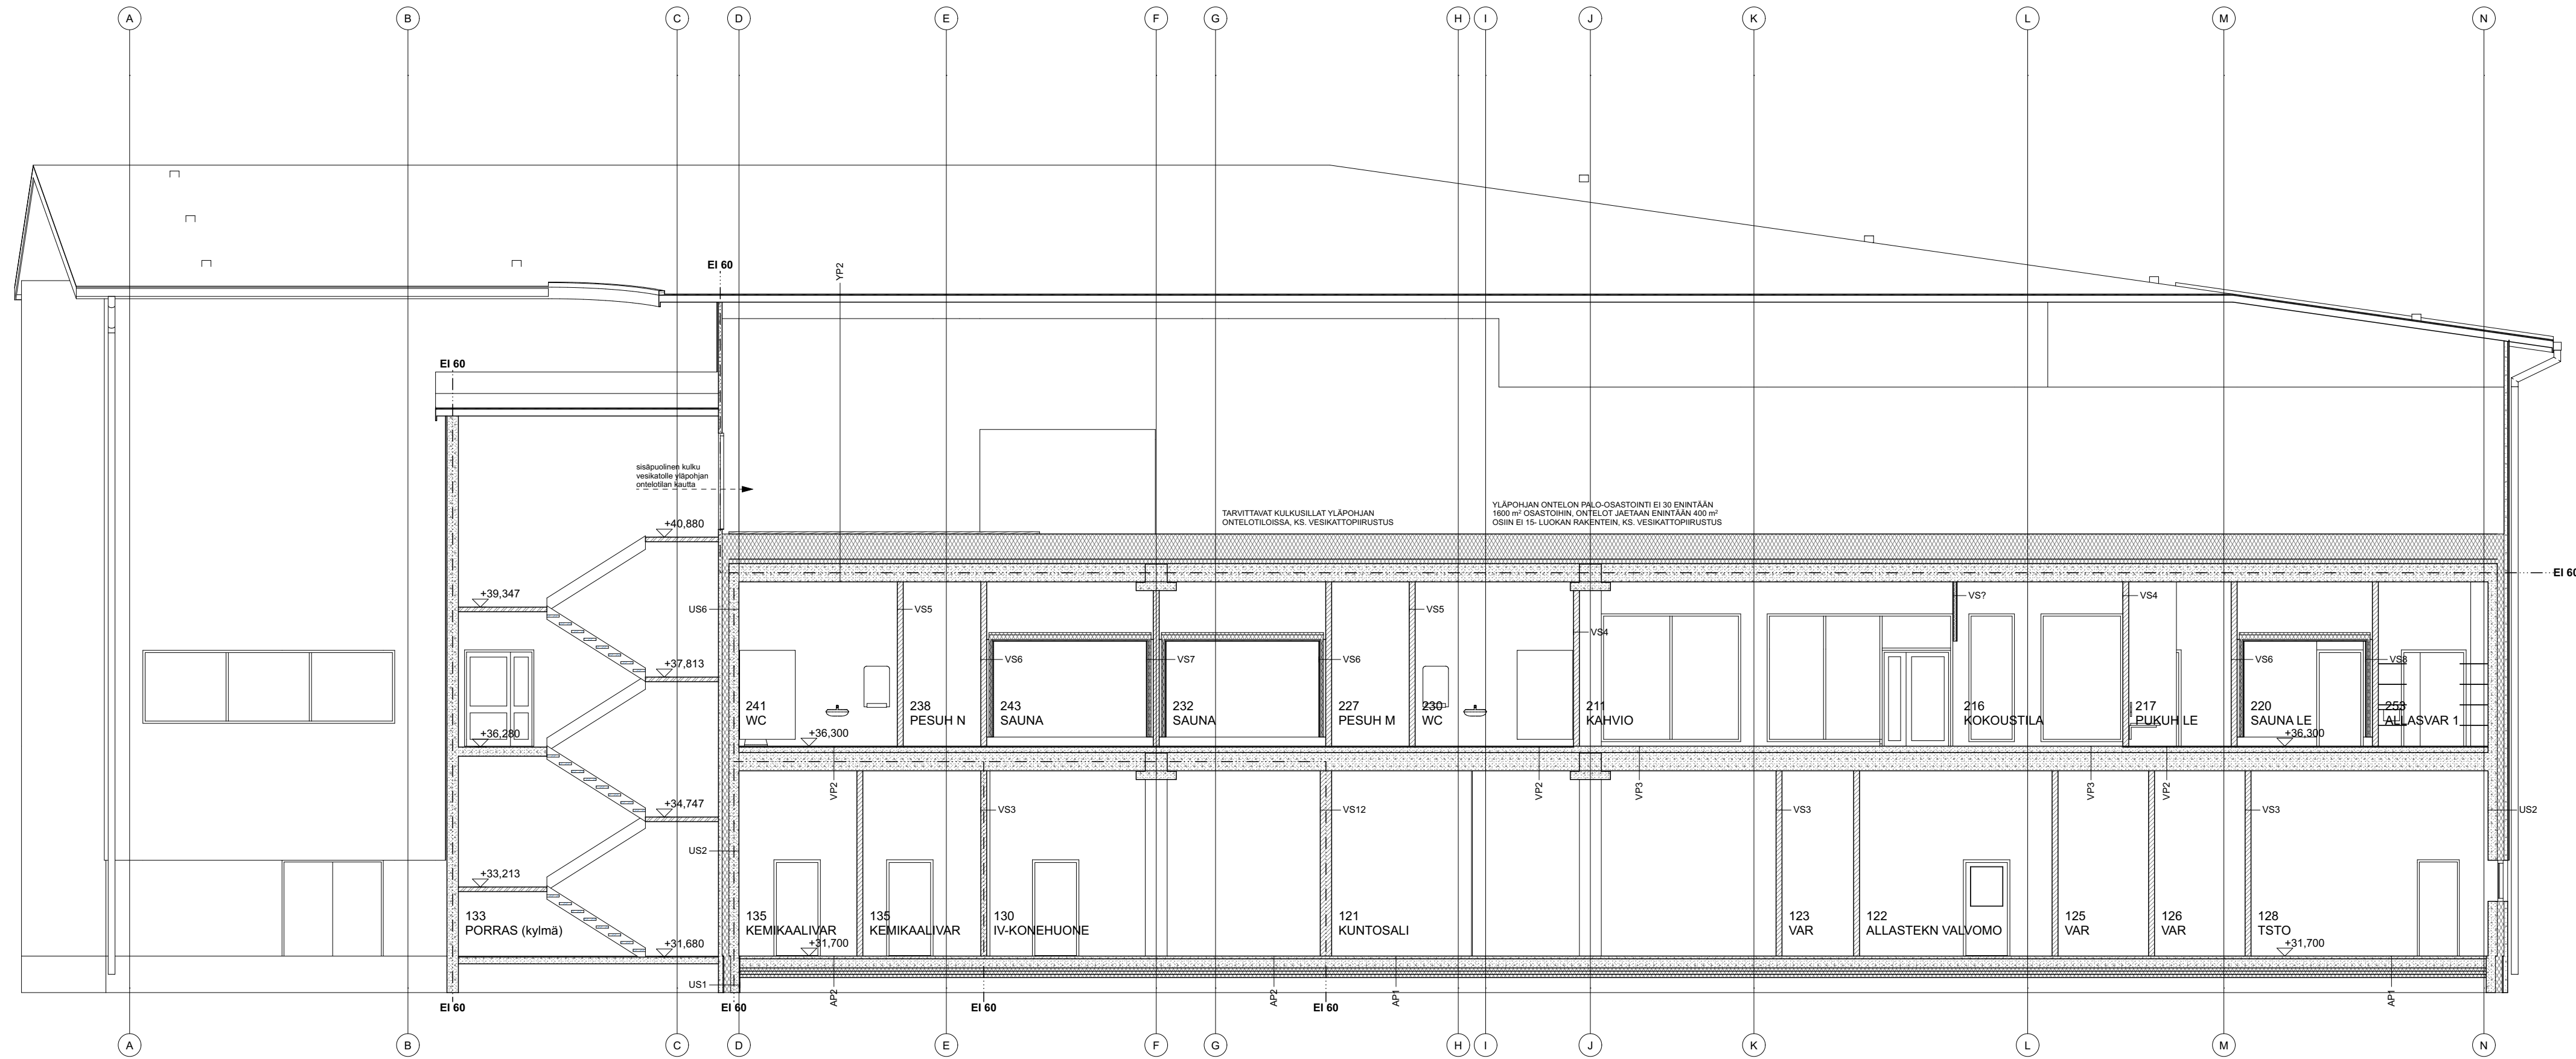 A B C D E F G H I J K L M N
EI 60
YP2
EI 60
sisäpuolinen kulku
vesikatolle yläpohjan
ontelotilan kautta
TARVITTAVAT KULKUSILLAT YLÄPOHJAN
ONTELOTILOISSA, KS. VESIKATTOPIIRUSTUS
YLÄPOHJAN ONTELON PALO-OSASTOINTI EI 30 ENINTÄÄN
1600 m² OSASTOIHIN, ONTELOT JAETAAN ENINTÄÄN 400 m²
OSIIN EI 15- LUOKAN RAKENTEIN, KS. VESIKATTOPIIRUSTUS
+40,880
EI 60
+39,347
US6 VS5 VS5 VS? VS4
VS4
+37,813
VS6 VS7 VS6 VS6 VS8
241
WC
238
PESUH N
243
SAUNA
232
SAUNA
227
PESUH M
230
WC
211
KAHVIO
216
KOKOUSTILA
217
PUKUH LE
220
SAUNA LE
253
ALLASVAR 1
+36,280 +36,300 +36,300
VP2 VP2 VP3 VP3 VP2
+34,747
VS3 VS12 VS3 VS3 US2
US2
+33,213
133
PORRAS (kylmä)
135
KEMIKAALIVAR
135
KEMIKAALIVAR
130
IV-KONEHUONE
121
KUNTOSALI
123
VAR
122
ALLASTEKN VALVOMO
125
VAR
126
VAR
128
TSTO
+31,680 +31,700 +31,700
US1
AP2 AP2 AP1 AP1
EI 60 EI 60 EI 60 EI 60
A B C D E F G H I J K L M N